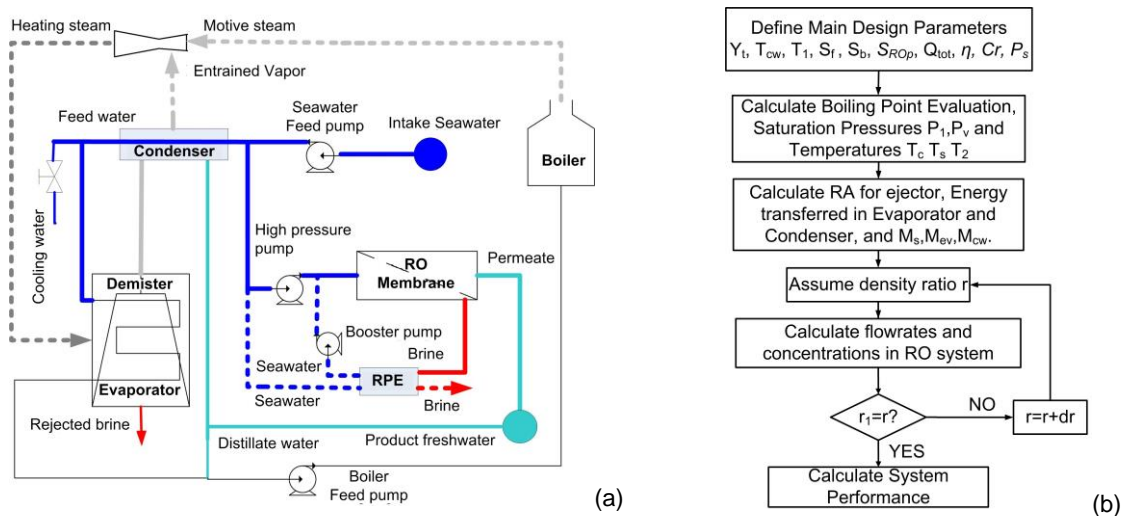 Heating steam
Motive steam
Entrained Vapor
Feed water
Seawater
Feed pump
Intake Seawater
Condenser
Boiler
Cooling water
High pressure
pump
RO
Membrane
Permeate
Demister
Booster pump
Brine
Seawater
RPE
Evaporator
Seawater
Brine
Rejected brine
Distillate water
Product freshwater
Boiler
Feed pump
(a)
Define Main Design Parameters
Yt, Tcw, T1, Sf, Sb, SROp, Qtot, η, Cr, Ps
Calculate Boiling Point Evaluation,
Saturation Pressures P1,Pv and
Temperatures Tc Ts T2
Calculate RA for ejector, Energy
transferred in Evaporator and
Condenser, and Ms,Mev,Mcw.
Assume density ratio r
Calculate flowrates and
concentrations in RO system
r1=r?
NO
r=r+dr
YES
Calculate System
Performance
(b)